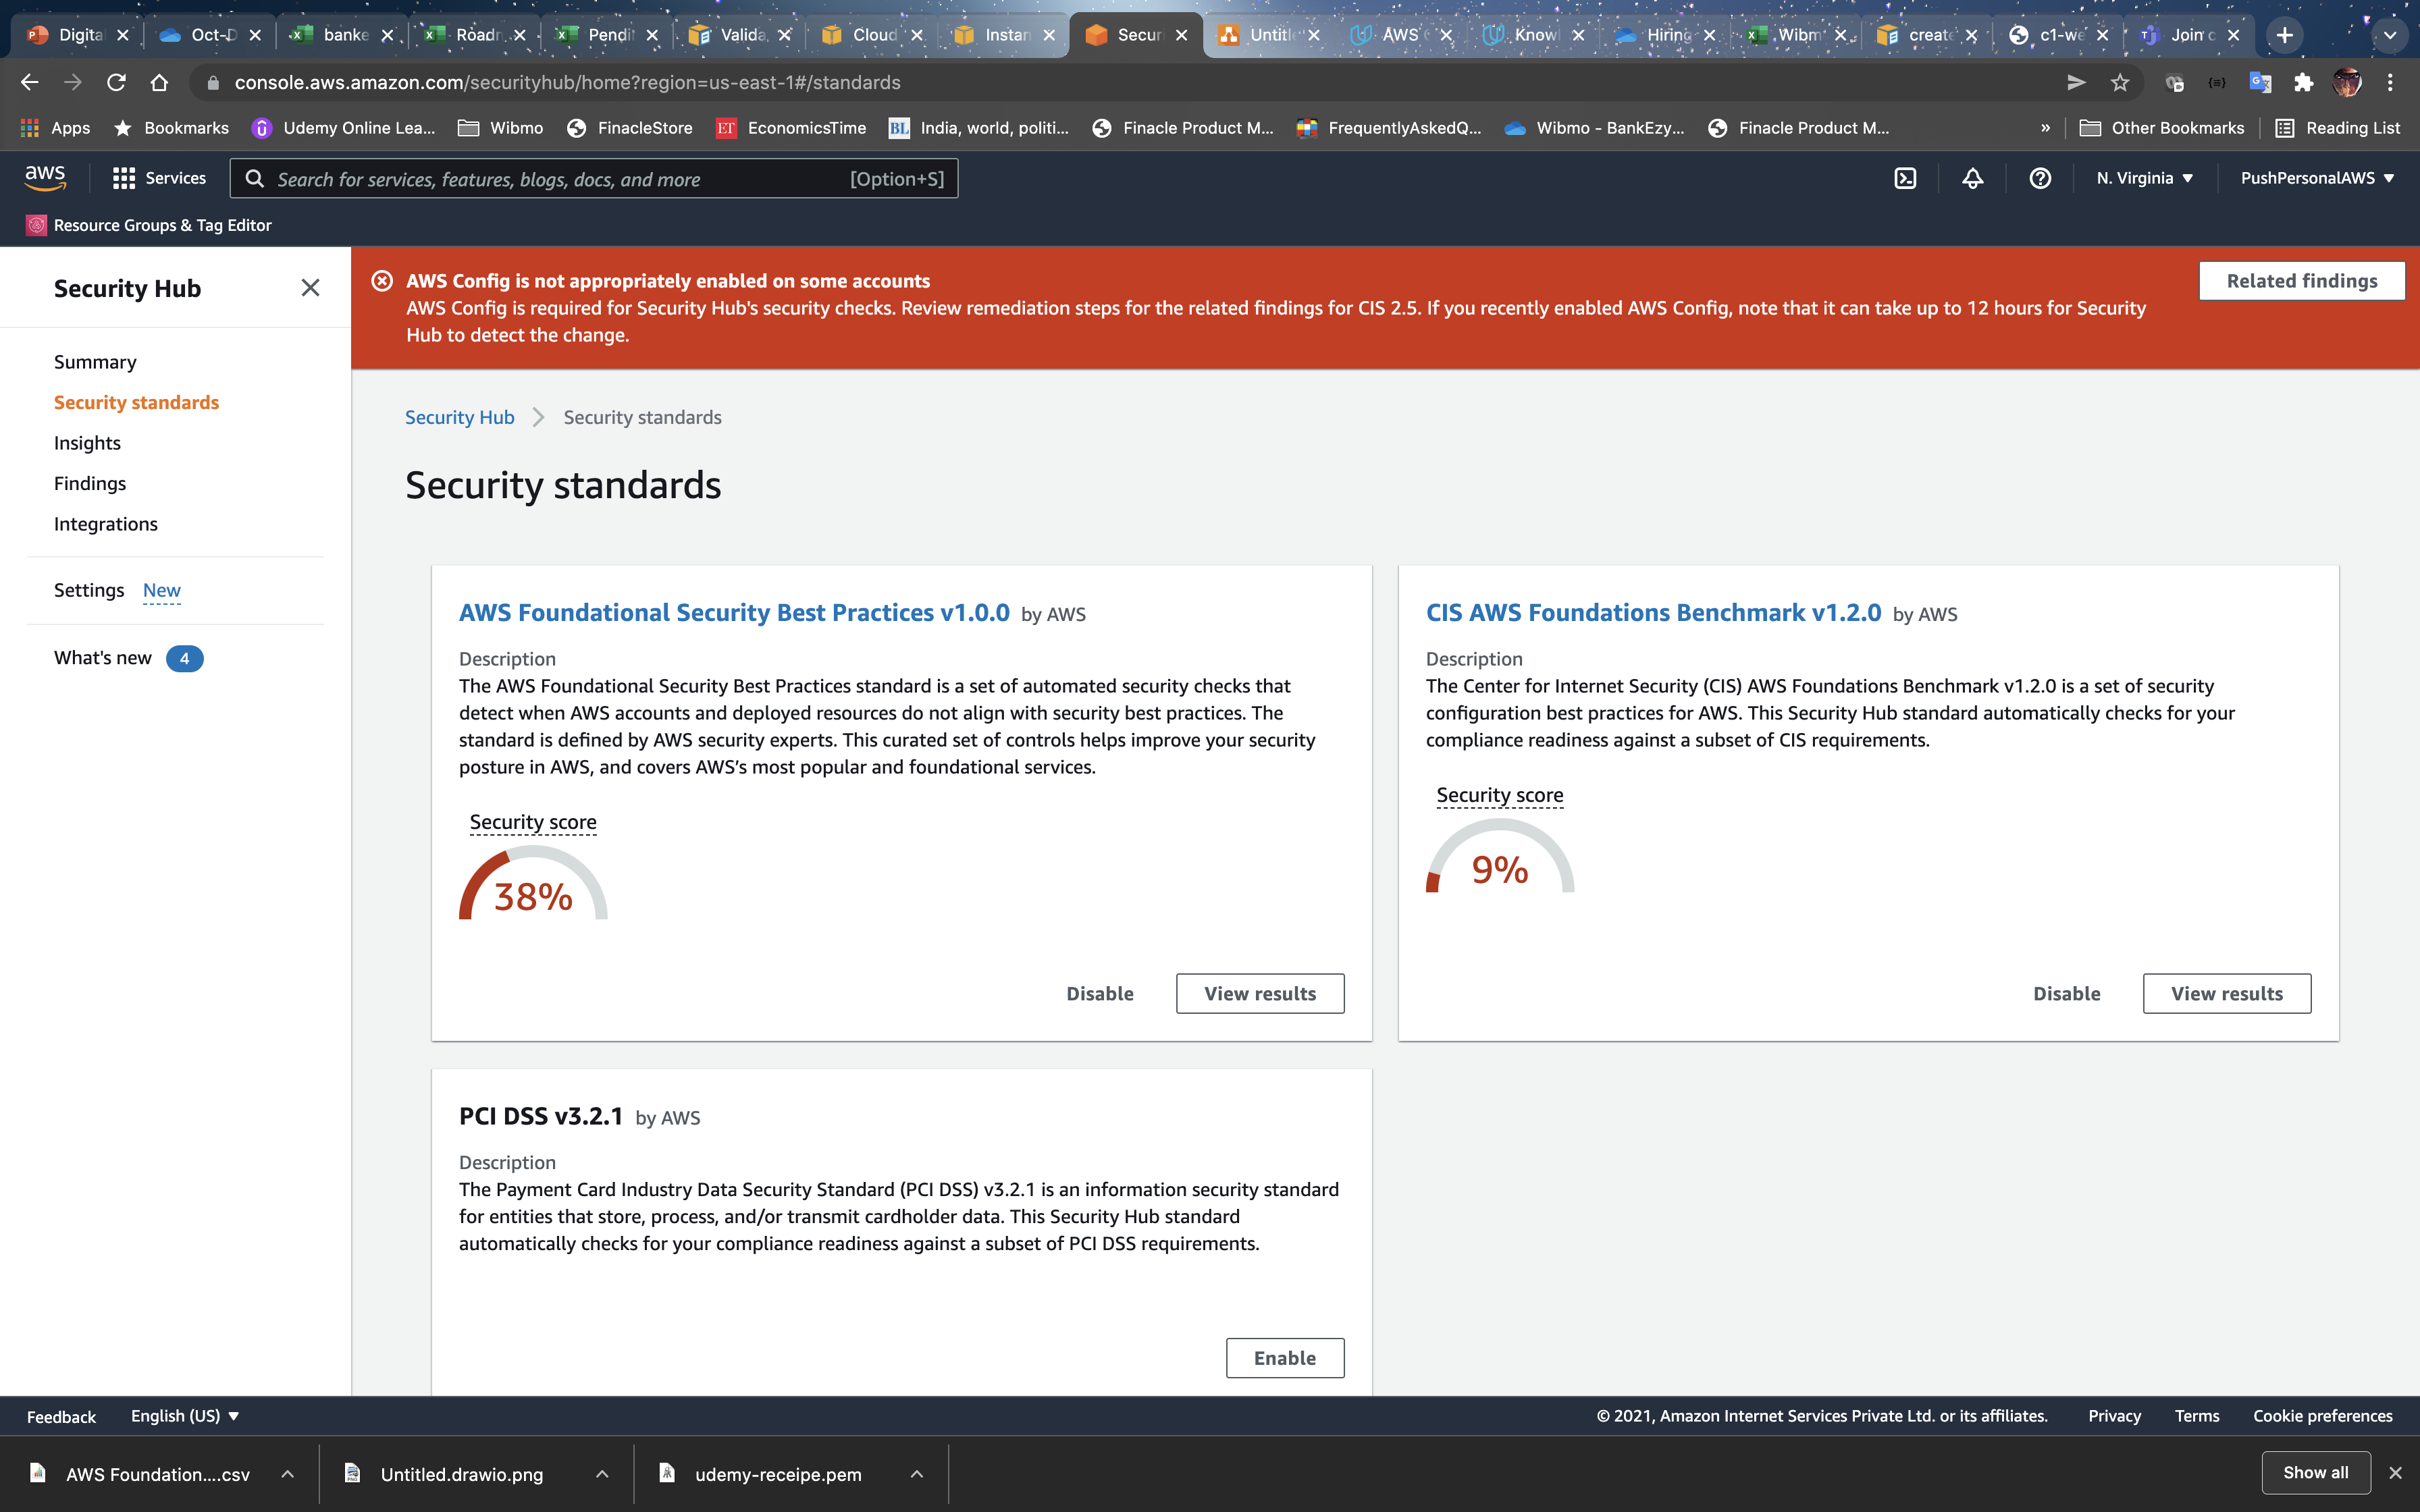 Digita
Oct-D
banke
Roadn
Pendi
Valida
Cloud
Instan
Secur
Untitl
AWS
Knowl
Hiring
Wibm
create
c1-we
Join c
console.aws.amazon.com/securityhub/home?region=us-east-1#/standards
Apps
Bookmarks
Udemy Online Lea...
Wibmo
FinacleStore
ET EconomicsTime
BL India, world, politi...
Finacle Product M...
FrequentlyAskedQ...
Wibmo - BankEzy...
Finacle Product M...
»
Other Bookmarks
Reading List
aws
Services
Search for services, features, blogs, docs, and more [Option+S]
N. Virginia
PushPersonalAWS
Resource Groups & Tag Editor
Security Hub
Summary
Security standards
Insights
Findings
Integrations
Settings New
What's new 4
AWS Config is not appropriately enabled on some accounts
AWS Config is required for Security Hub's security checks. Review remediation steps for the related findings for CIS 2.5. If you recently enabled AWS Config, note that it can take up to 12 hours for Security
Hub to detect the change.
Related findings
Security Hub > Security standards
Security standards
AWS Foundational Security Best Practices v1.0.0 by AWS
Description
The AWS Foundational Security Best Practices standard is a set of automated security checks that
detect when AWS accounts and deployed resources do not align with security best practices. The
standard is defined by AWS security experts. This curated set of controls helps improve your security
posture in AWS, and covers AWS’s most popular and foundational services.
Security score
38%
Disable
View results
CIS AWS Foundations Benchmark v1.2.0 by AWS
Description
The Center for Internet Security (CIS) AWS Foundations Benchmark v1.2.0 is a set of security
configuration best practices for AWS. This Security Hub standard automatically checks for your
compliance readiness against a subset of CIS requirements.
Security score
9%
Disable
View results
PCI DSS v3.2.1 by AWS
Description
The Payment Card Industry Data Security Standard (PCI DSS) v3.2.1 is an information security standard
for entities that store, process, and/or transmit cardholder data. This Security Hub standard
automatically checks for your compliance readiness against a subset of PCI DSS requirements.
Enable
Feedback
English (US)
© 2021, Amazon Internet Services Private Ltd. or its affiliates.
Privacy
Terms
Cookie preferences
AWS Foundation....csv
Untitled.drawio.png
udemy-receipe.pem
Show all